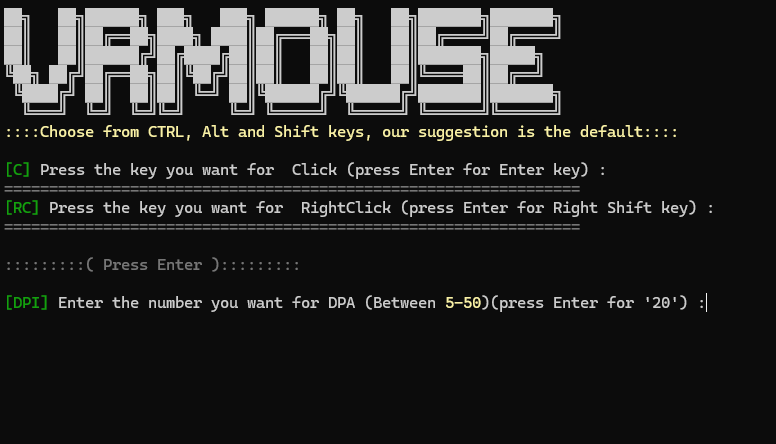 VRMOUSE
::::Choose from CTRL, Alt and Shift keys, our suggestion is the default::::
[C] Press the key you want for  Click (press Enter for Enter key) :
================================================================
[RC] Press the key you want for  RightClick (press Enter for Right Shift key) :
================================================================
:::::::::( Press Enter ):::::::::
[DPI] Enter the number you want for DPA (Between 5-50)(press Enter for '20') :